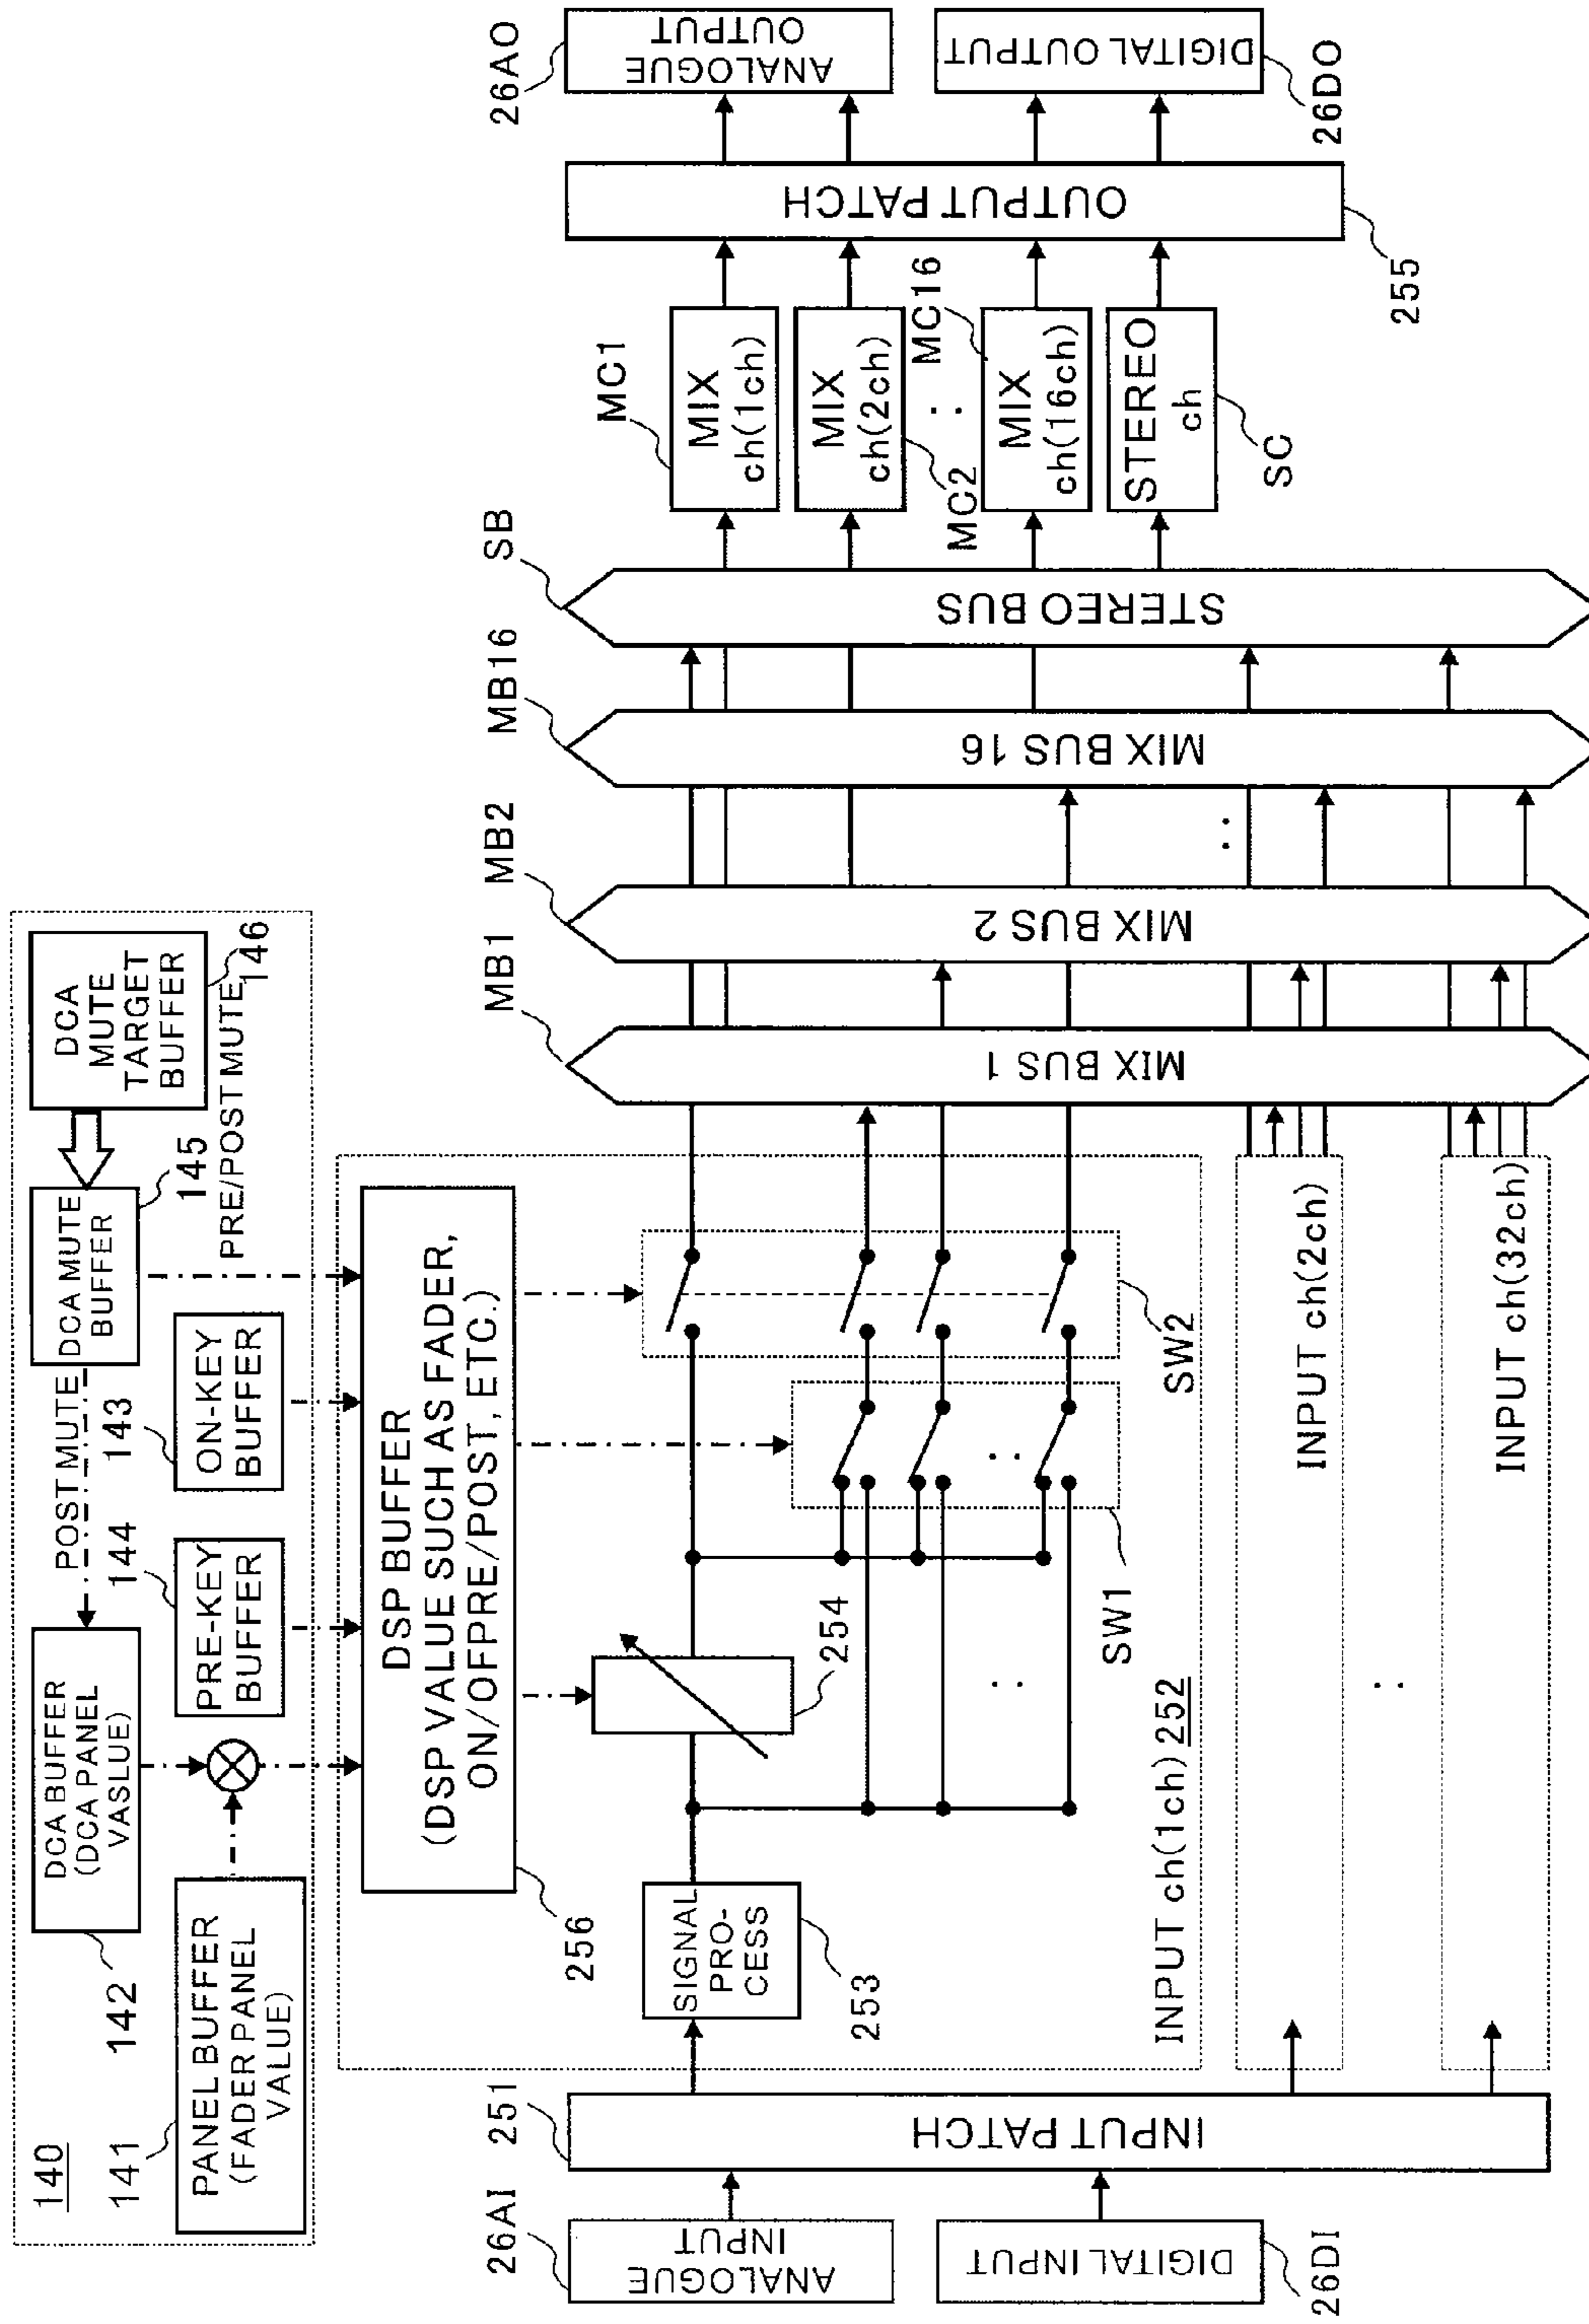 140
141
PANEL BUFFER
(FADER PANEL
VALUE)
142
DCA BUFFER
(DCA PANEL
VASLUE)
144
PRE-KEY
BUFFER
POST MUTE
143
ON-KEY
BUFFER
DCA MUTE
BUFFER
145
PRE/POST MUTE
DCA
MUTE
TARGET
BUFFER
146
256
DSP BUFFER
(DSP VALUE SUCH AS FADER,
ON/OFPRE/POST, ETC.)
26AI
ANALOGUE
INPUT
DIGITAL INPUT
26DI
251
INPUT PATCH
SIGNAL
PRO-
CESS
253
254
SW1
SW2
INPUT ch(1ch) 252
INPUT ch(2ch)
INPUT ch(32ch)
MB1
MIX BUS 1
MB2
MIX BUS 2
MB16
MIX BUS 16
SB
STEREO BUS
MC1
MIX
ch(1ch)
MIX
ch(2ch)
MC2
MC16
MIX
ch(16ch)
STEREO
ch
SC
OUTPUT PATCH
255
26AO
ANALOGUE
OUTPUT
DIGITAL OUTPUT
26DO